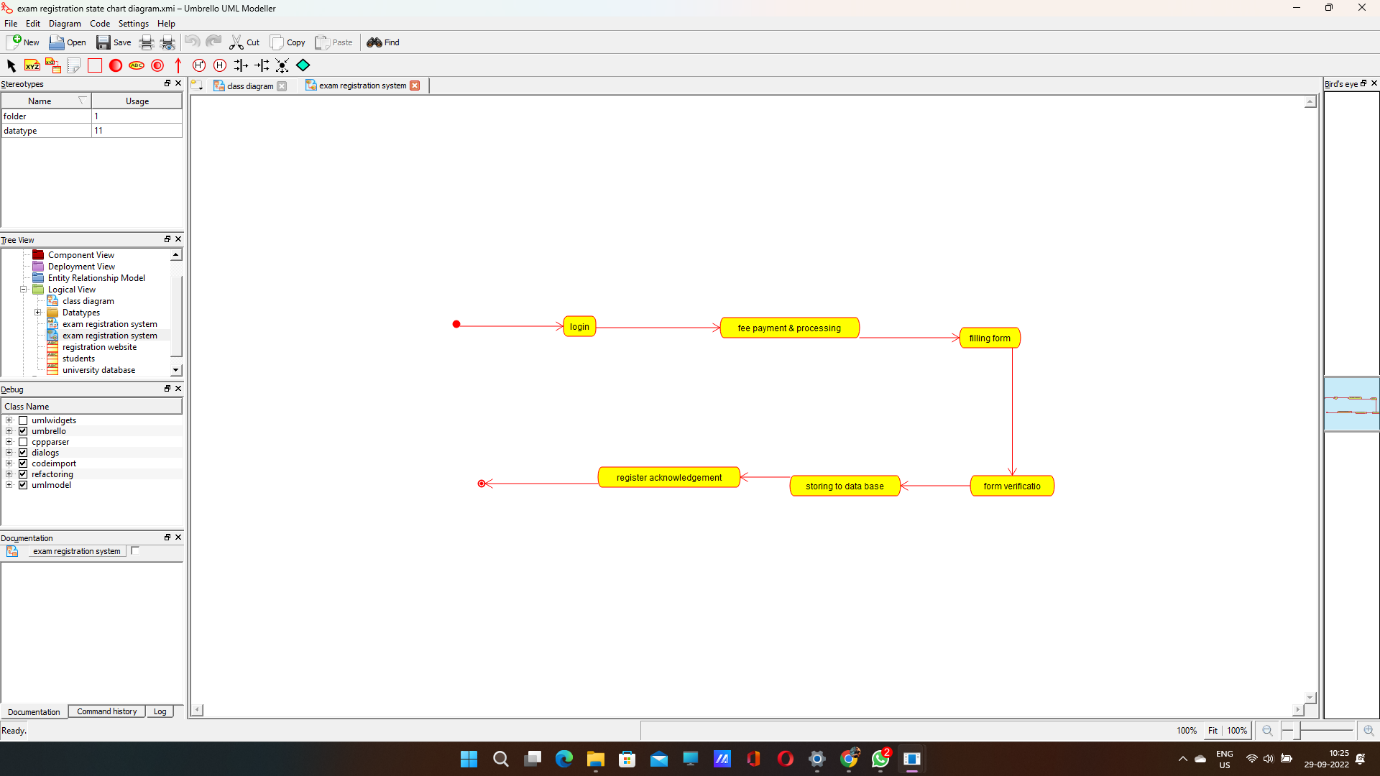 exam registration state chart diagram.xmi – Umbrello UML Modeller
File Edit Diagram Code Settings Help
New Open Save Cut Copy Paste Find
XYZ ABC H* H
Stereotypes
Name Usage
folder 1
datatype 11
class diagram
exam registration system
Bird's eye
Tree View
Component View
Deployment View
Entity Relationship Model
Logical View
class diagram
Datatypes
exam registration system
exam registration system
registration website
students
university database
Debug
Class Name
umlwidgets
umbrello
cppparser
dialogs
codeimport
refactoring
umlmodel
Documentation
exam registration system
login
fee payment & processing
filling form
form verificatio
storing to data base
register acknowledgement
Documentation Command history Log
Ready.
100% Fit 100%
2
ENG
US
10:25
29-09-2022